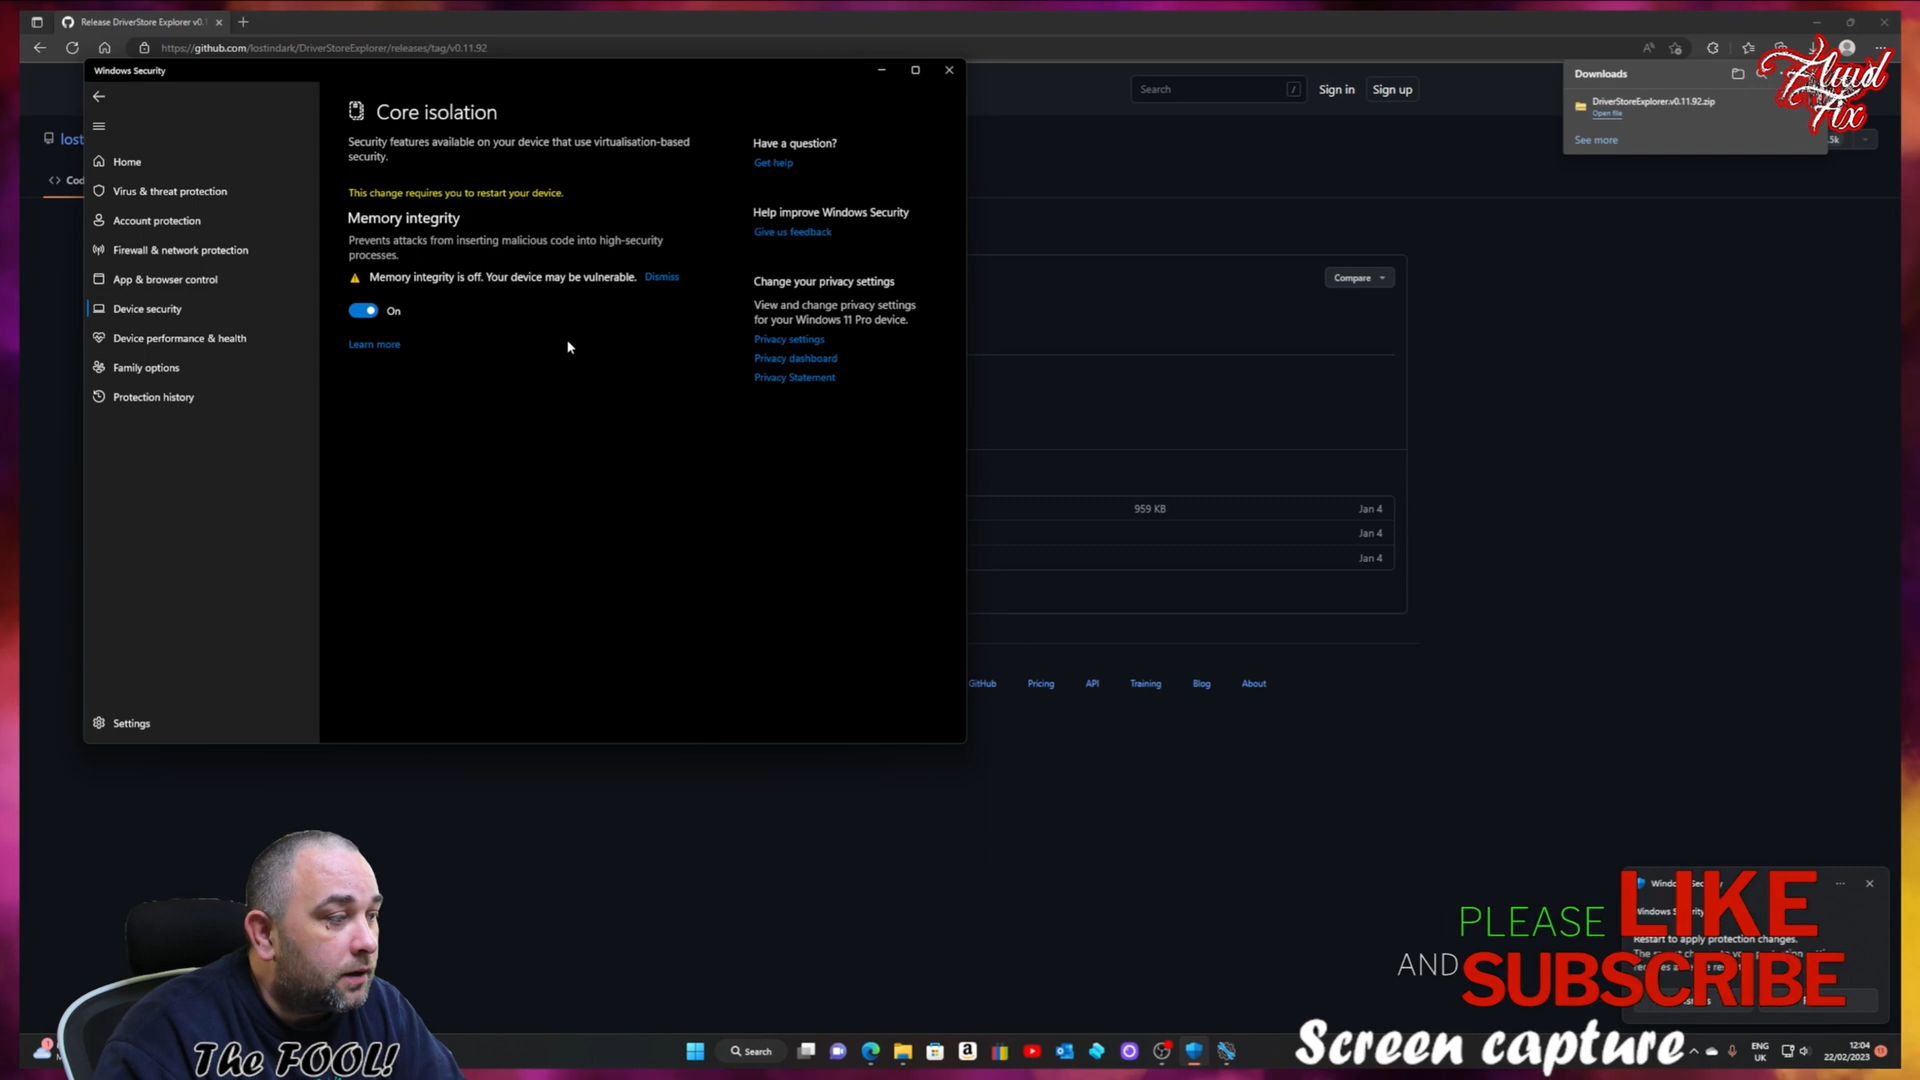 Release DriverStore Explorer v0.1
https://github.com/lostindark/DriverStoreExplorer/releases/tag/v0.11.92
Windows Security
Home
Virus & threat protection
Account protection
Firewall & network protection
App & browser control
Device security
Device performance & health
Family options
Protection history
Settings
Core isolation
Security features available on your device that use virtualisation-based
security.
This change requires you to restart your device.
Memory integrity
Prevents attacks from inserting malicious code into high-security
processes.
Memory integrity is off. Your device may be vulnerable. Dismiss
On
Learn more
Have a question?
Get help
Help improve Windows Security
Give us feedback
Change your privacy settings
View and change privacy settings
for your Windows 11 Pro device.
Privacy settings
Privacy dashboard
Privacy Statement
lost
Cod
Search /
Sign in
Sign up
Downloads
DriverStoreExplorer.v0.11.92.zip
Open file
See more
5k
Compare
959 KB
Jan 4
Jan 4
Jan 4
GitHub
Pricing
API
Training
Blog
About
Restart to apply protection changes.
PLEASE LIKE
AND SUBSCRIBE
Screen capture
The FOOL!
Search
ENG
UK
12:04
22/02/2023